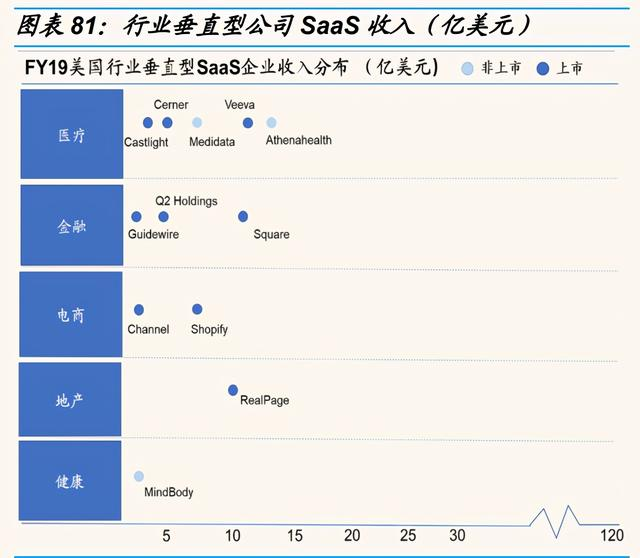 图表 81：行业垂直型公司 SaaS 收入（亿美元）
FY19美国行业垂直型SaaS企业收入分布 （亿美元) 非上市 上市
医疗
Cerner Veeva
Castlight Medidata Athenahealth
金融
Q2 Holdings
Guidewire Square
电商
Channel Shopify
地产
RealPage
健康
MindBody
5 10 15 20 25 30 120